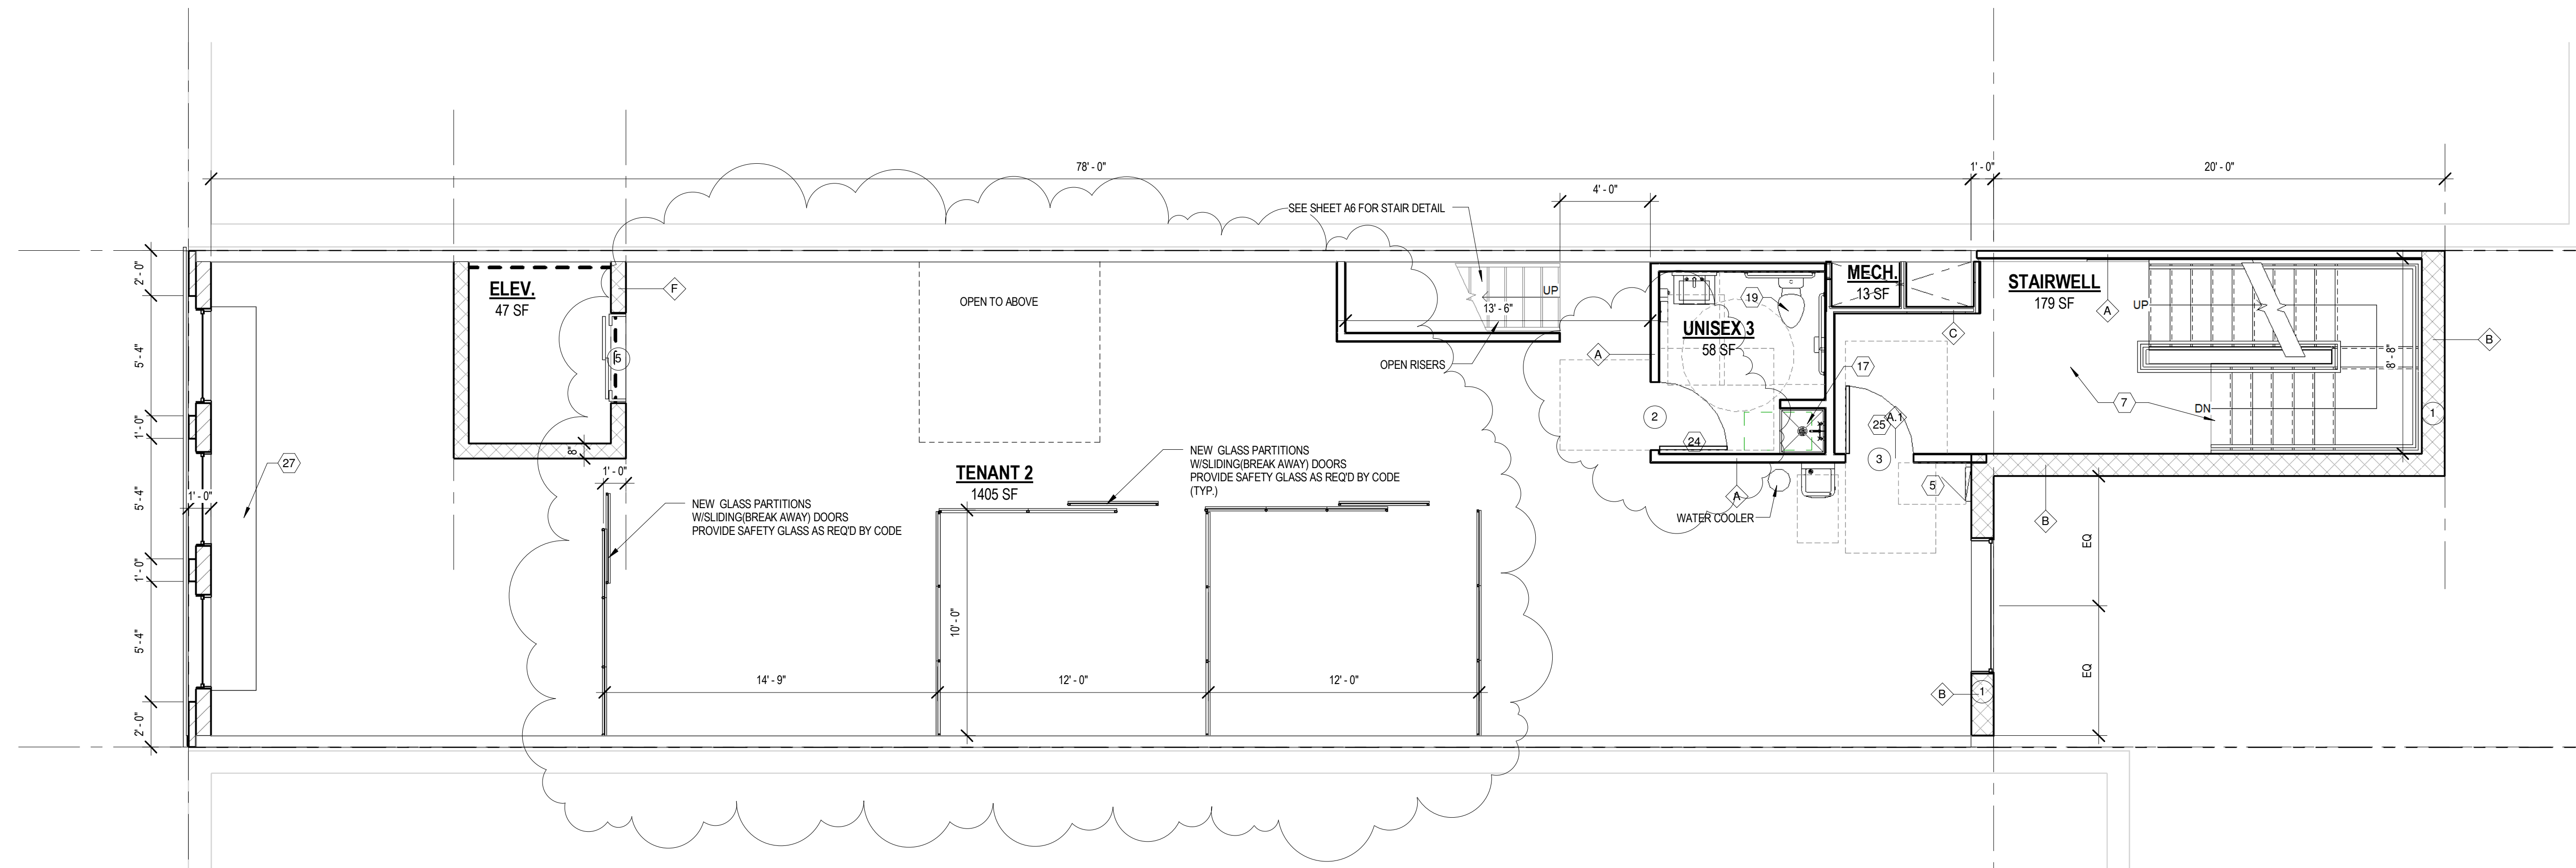 78' - 0"
1' - 0"
20' - 0"
4' - 0"
SEE SHEET A6 FOR STAIR DETAIL
2' - 0"
5' - 4"
1' - 0"
5' - 4"
1' - 0"
5' - 4"
2' - 0"
1' - 0"
27
ELEV.
47 SF
F
5
8"
1' - 0"
OPEN TO ABOVE
UP
13' - 6"
OPEN RISERS
A
UNISEX 3
58 SF
19
MECH.
13 SF
C
17
2
24
A
25
A.1
3
5
WATER COOLER
STAIRWELL
179 SF
A
UP
DN
7
8' - 8"
B
1
B
EQ
EQ
B
1
TENANT 2
1405 SF
NEW GLASS PARTITIONS
W/SLIDING(BREAK AWAY) DOORS
PROVIDE SAFETY GLASS AS REQ'D BY CODE
NEW GLASS PARTITIONS
W/SLIDING(BREAK AWAY) DOORS
PROVIDE SAFETY GLASS AS REQ'D BY CODE
(TYP.)
10' - 0"
14' - 9"
12' - 0"
12' - 0"